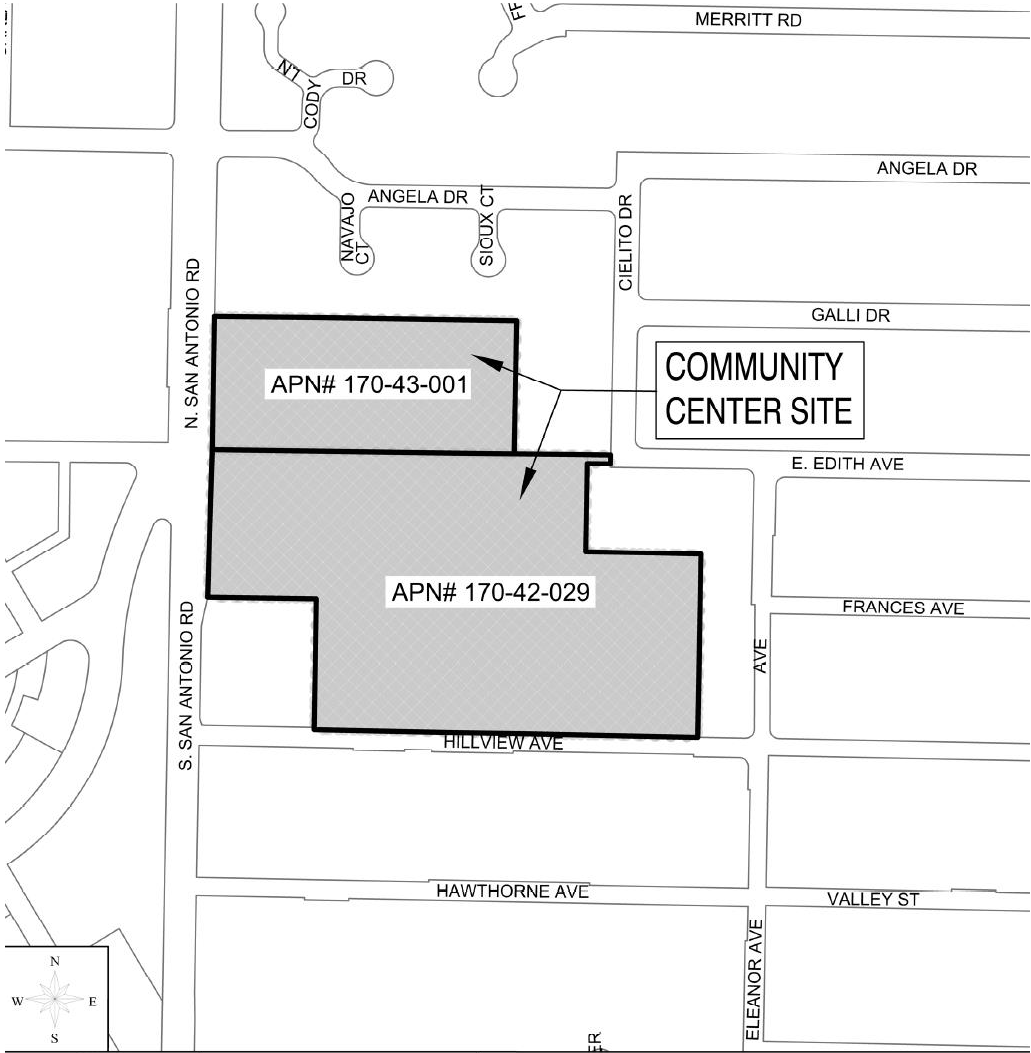 MERRITT RD
LN
DR
CODY
ANGELA DR
ANGELA DR
NAVAJO
CT
SIOUX CT
CIELITO DR
N. SAN ANTONIO RD
GALLI DR
APN# 170-43-001
COMMUNITY
CENTER SITE
E. EDITH AVE
APN# 170-42-029
FRANCES AVE
S. SAN ANTONIO RD
AVE
HILLVIEW AVE
HAWTHORNE AVE
VALLEY ST
ELEANOR AVE
N
W
E
S